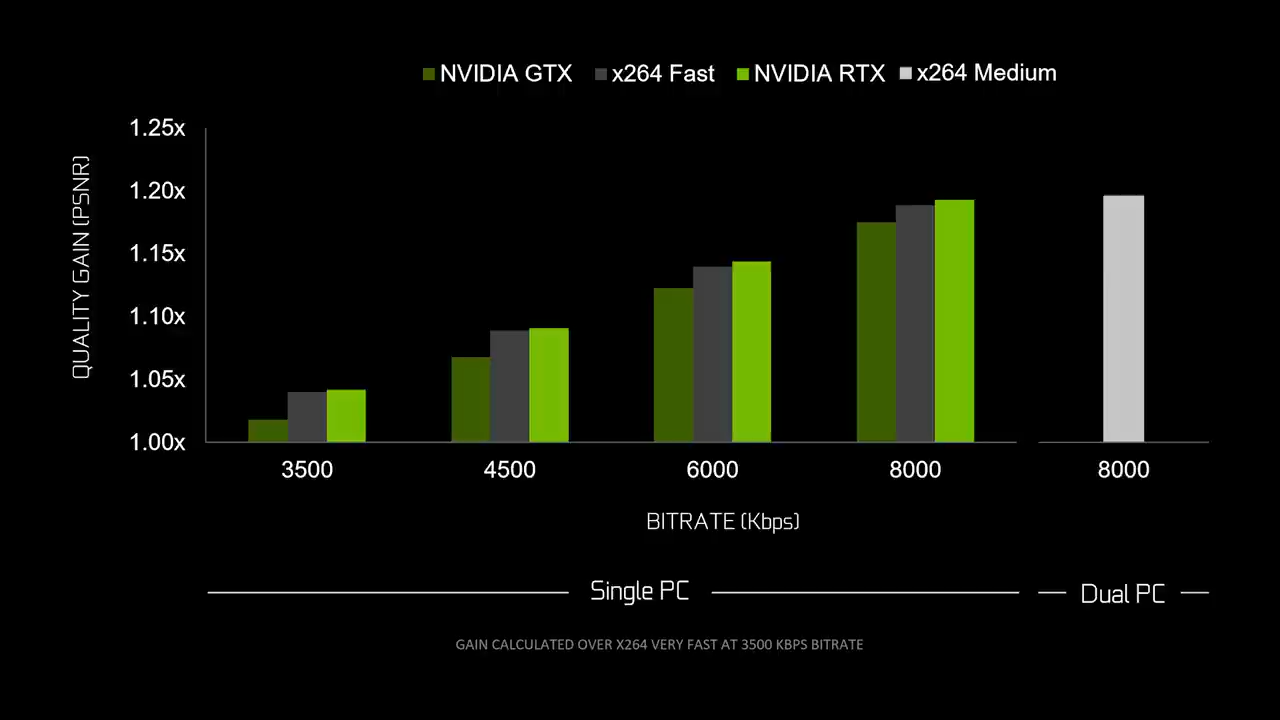 NVIDIA GTX x264 Fast NVIDIA RTX x264 Medium
QUALITY GAIN (PSNR)
1.25x
1.20x
1.15x
1.10x
1.05x
1.00x
3500 4500 6000 8000 8000
BITRATE (Kbps)
Single PC Dual PC
GAIN CALCULATED OVER X264 VERY FAST AT 3500 KBPS BITRATE